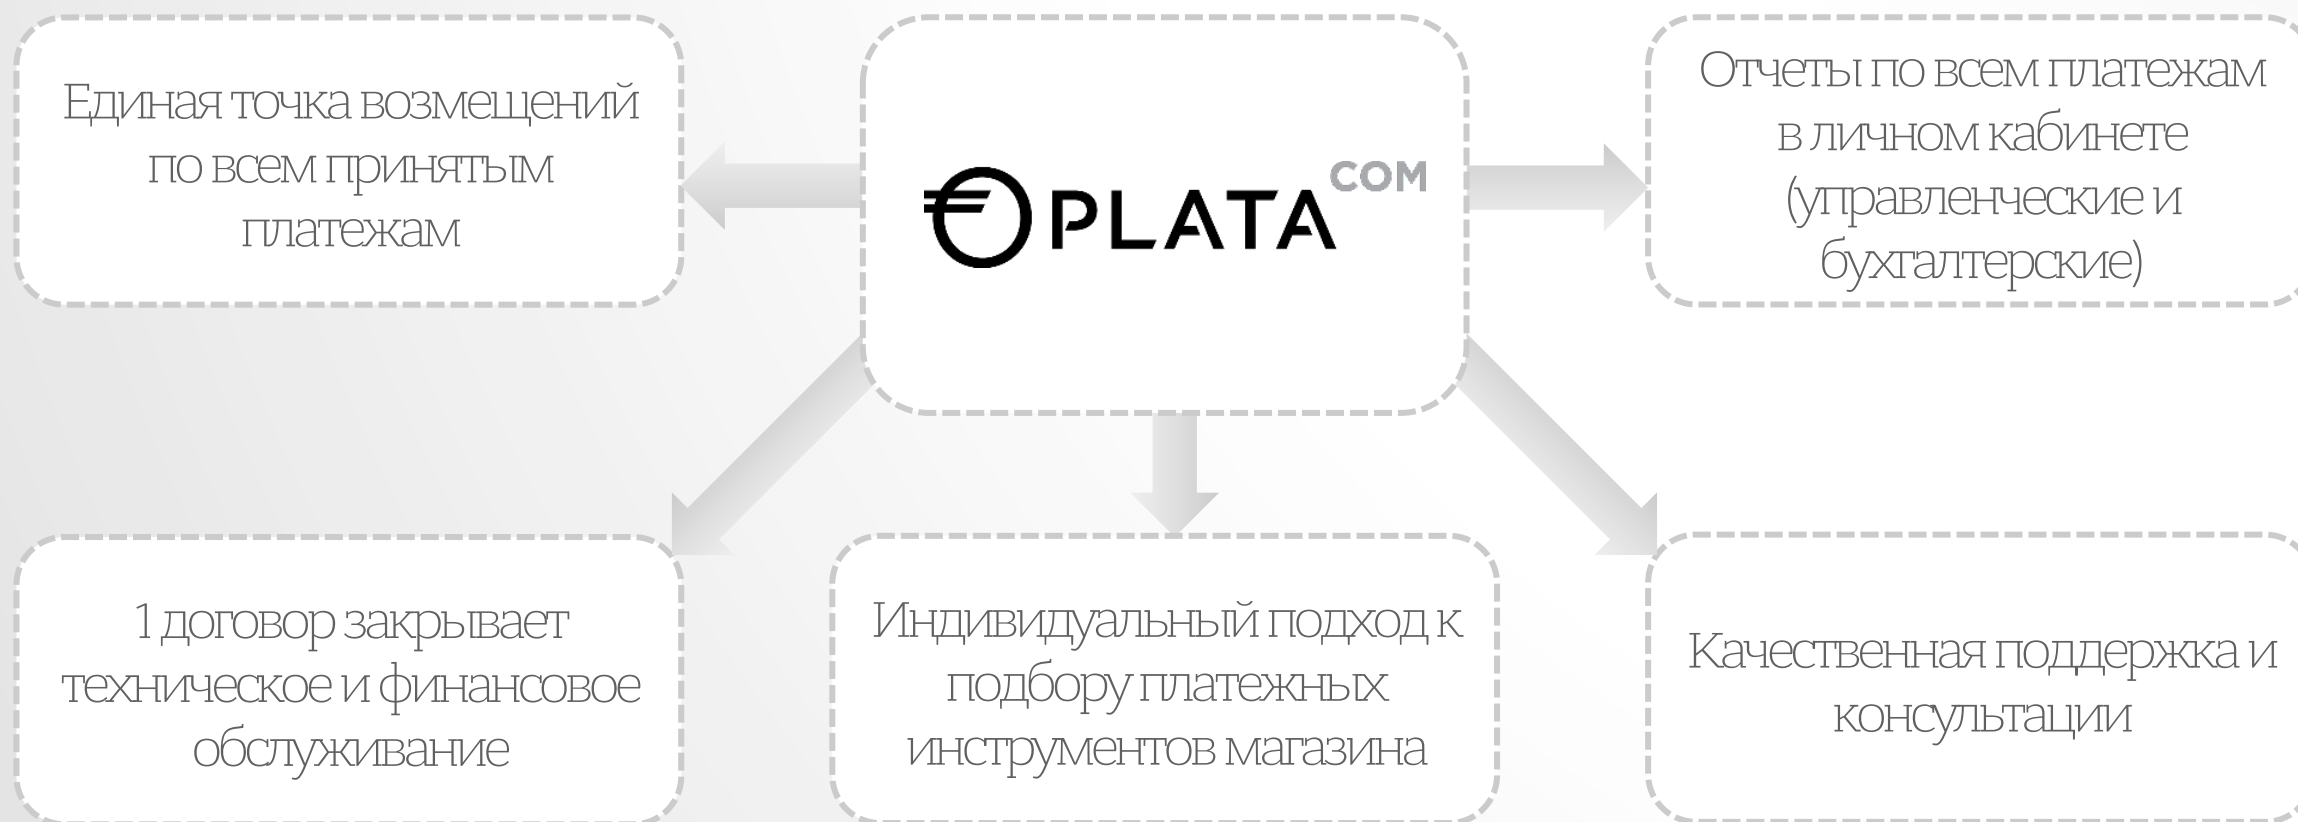 Единая точка возмещений
по всем принятым
платежам
COM
€OPLATA
Отчеты по всем платежам
в личном кабинете
(управленческие и
бухгалтерские)
1 договор закрывает
техническое и финансовое
обслуживание
Индивидуальный подход к
подбору платежных
инструментов магазина
Качественная поддержка и
консультации